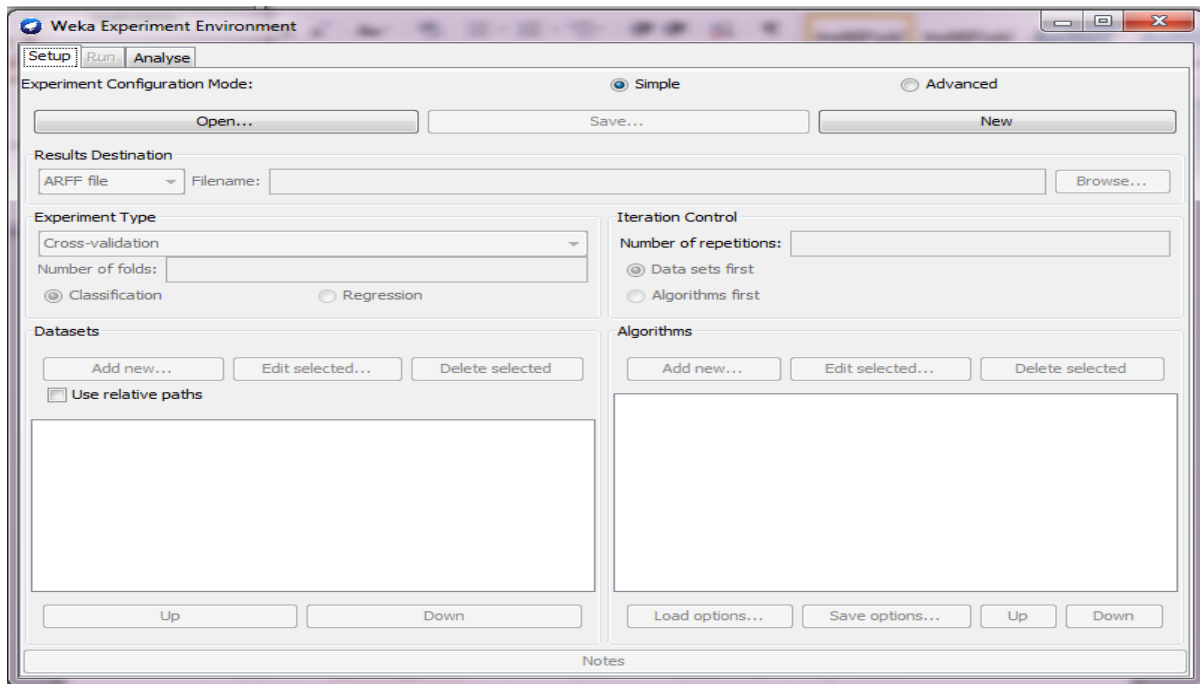 Weka Experiment Environment
Setup Run Analyse
Experiment Configuration Mode: Simple Advanced
Open... Save... New
Results Destination
ARFF file Filename: Browse...
Experiment Type Iteration Control
Cross-validation Number of repetitions:
Number of folds: Data sets first
Classification Regression Algorithms first
Datasets Algorithms
Add new... Edit selected... Delete selected Add new... Edit selected... Delete selected
Use relative paths
Up Down Load options... Save options... Up Down
Notes